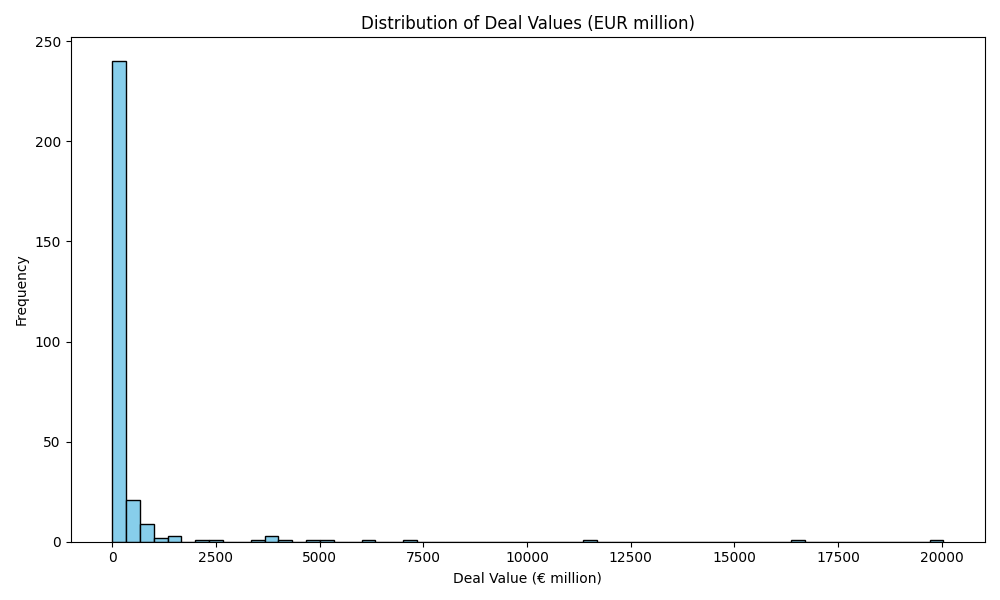 Distribution of Deal Values (EUR million)
250
200
150
100
50
0
Frequency
0 2500 5000 7500 10000 12500 15000 17500 20000
Deal Value (€ million)